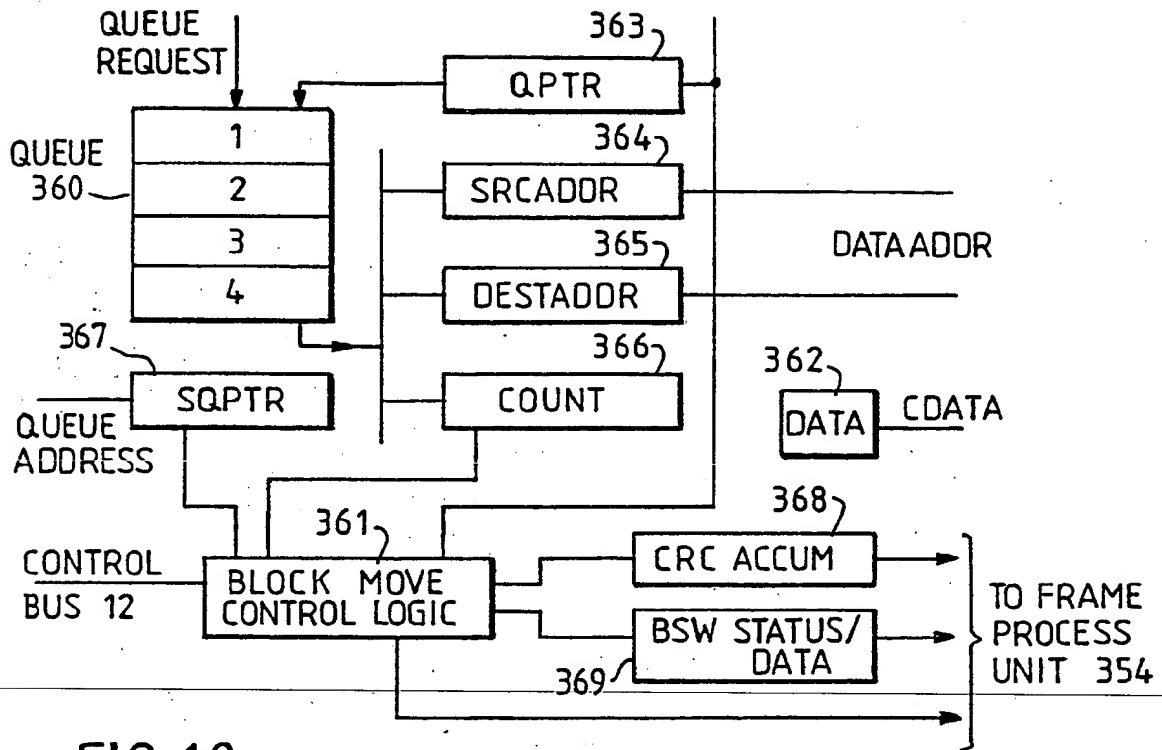 QUEUE
REQUEST
363
QPTR
1
364
QUEUE
360
2
SRCADDR
3
365
DATAADDR
4
DESTADDR
367
366
362
SQPTR
COUNT
DATA
CDATA
QUEUE
ADDRESS
368
361
CONTROL
BUS 12
BLOCK MOVE
CONTROL LOGIC
CRC ACCUM
TO FRAME
PROCESS
UNIT 354
BSW STATUS/
DATA
369